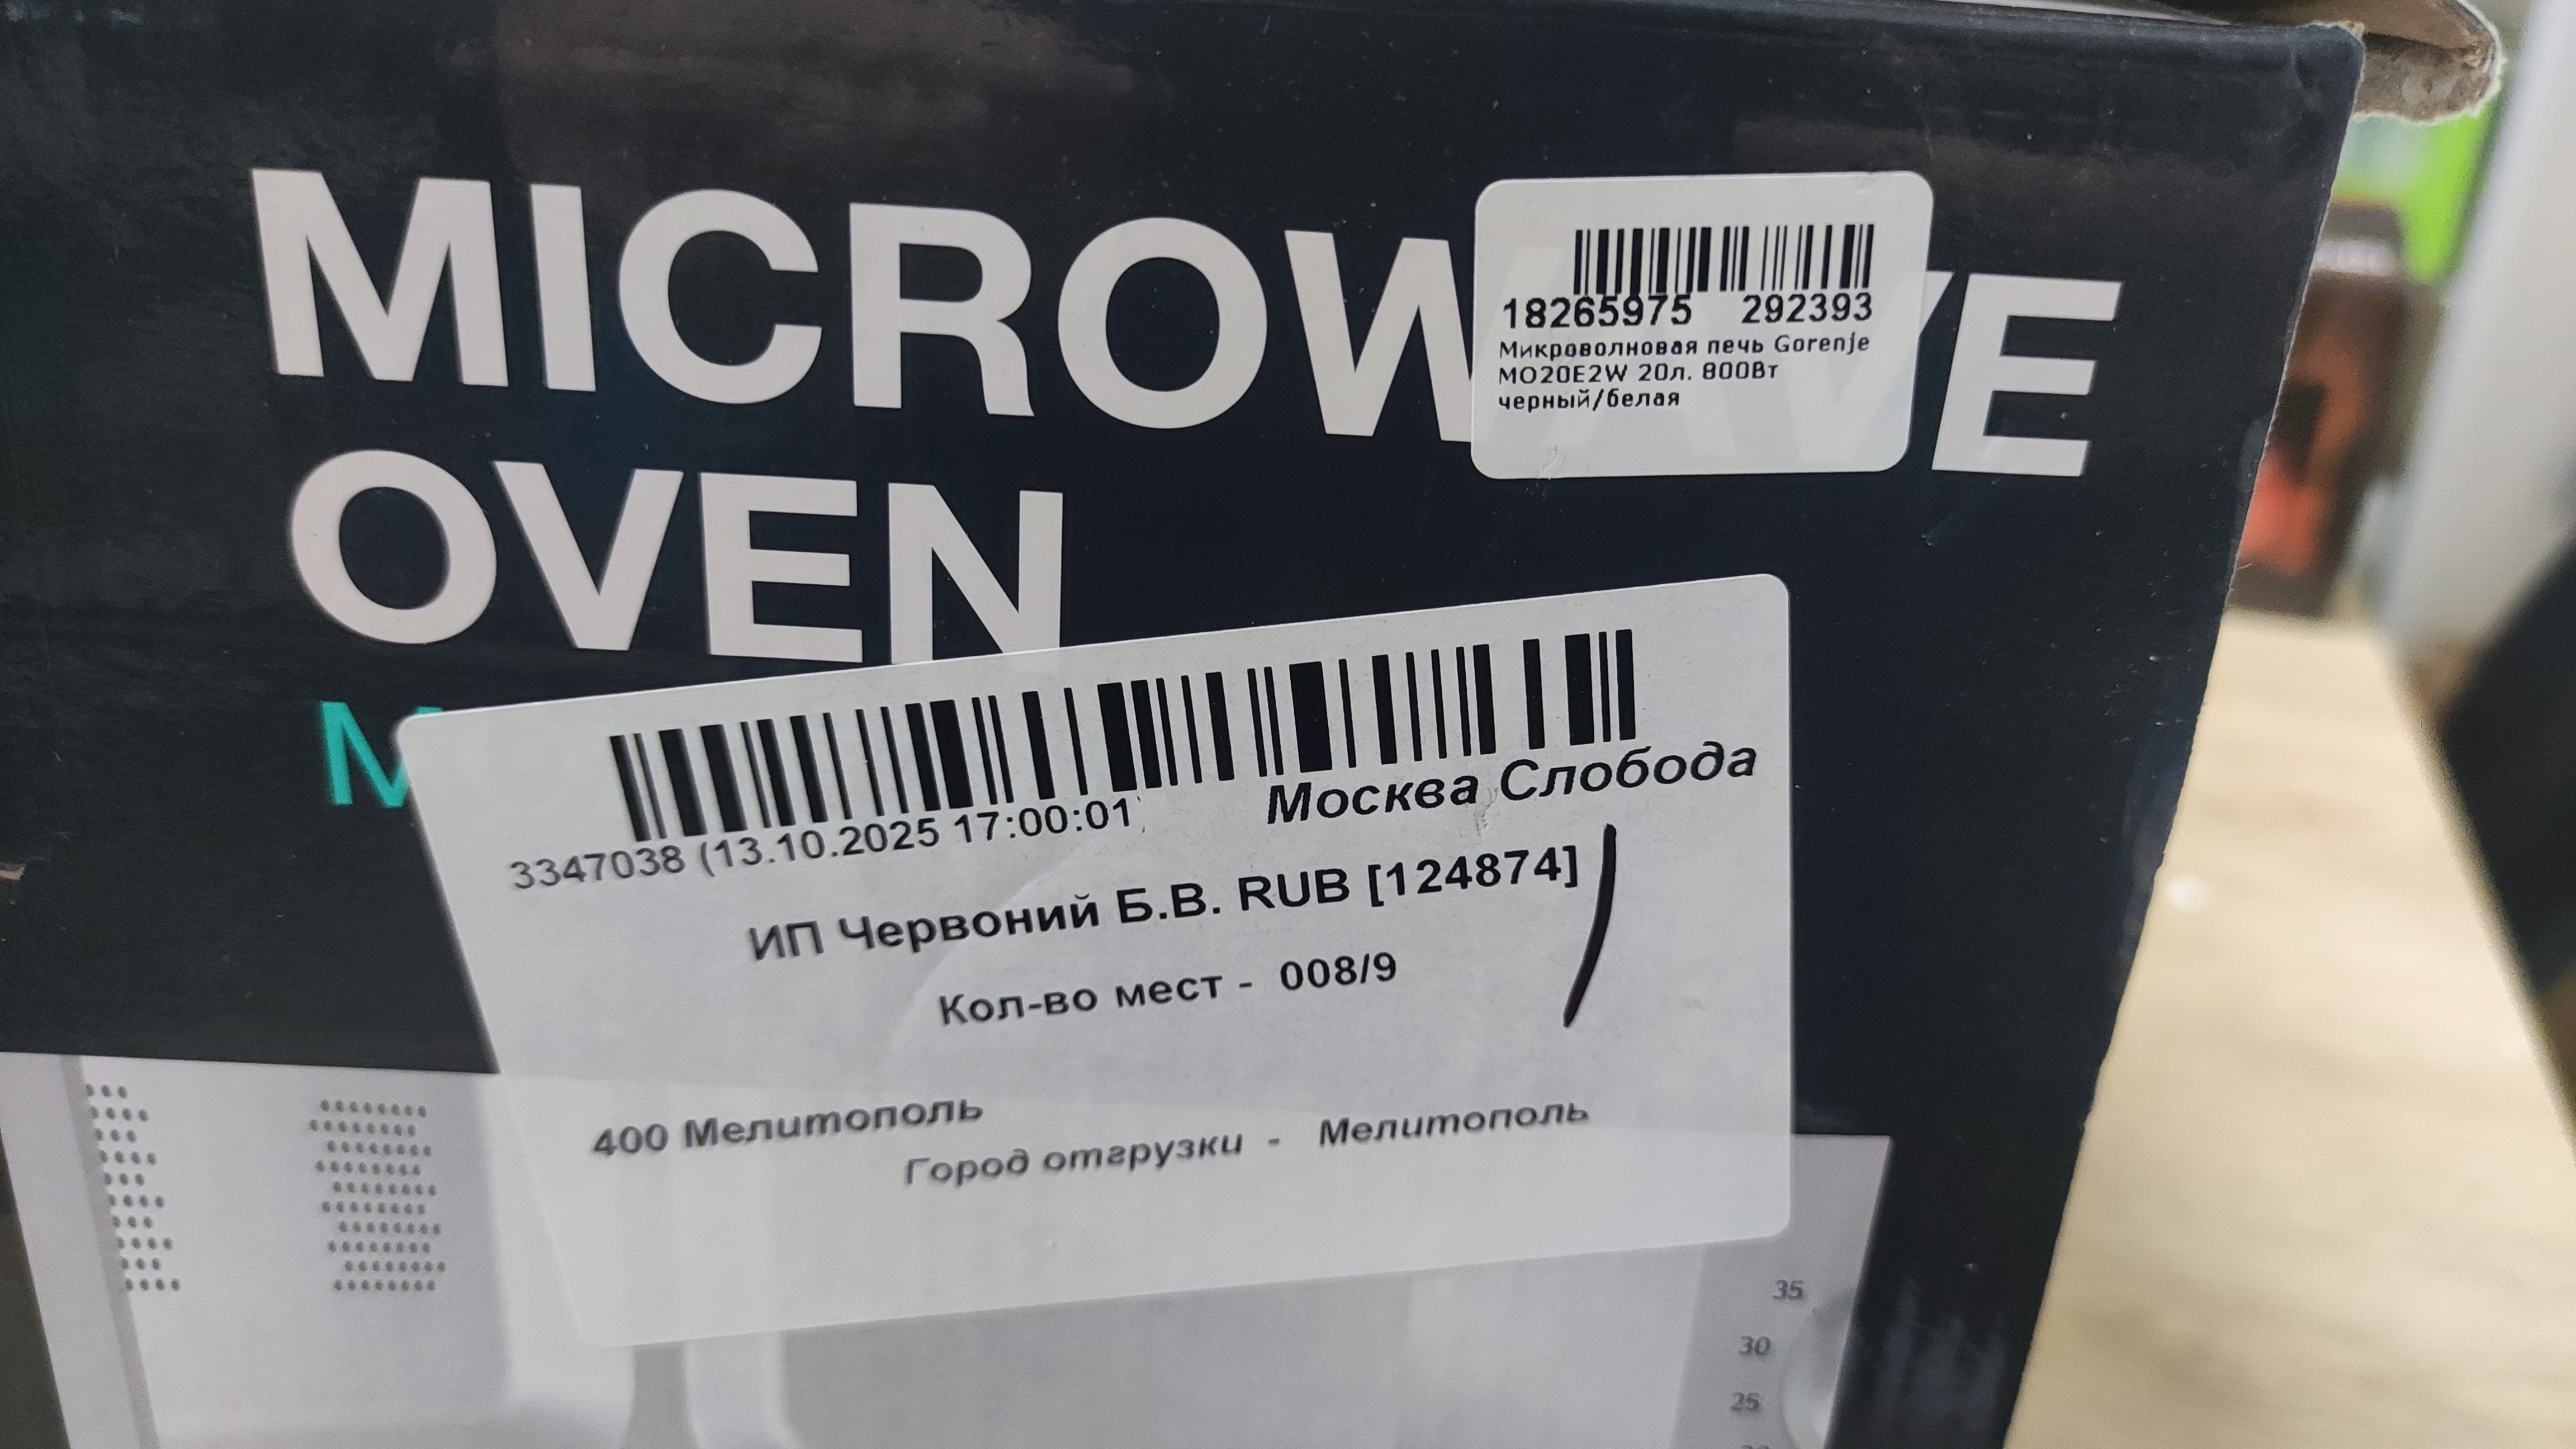 MICROWAVE
18265975 292393
Микроволновая печь Gorenje
MO20E2W 20л. 800Вт
черный/белая
OVEN
M
3347038 (13.10.2025 17:00:01
Москва Слобода
ИП Червоний Б.В. RUB [124874]
Кол-во мест - 008/9
400 Мелитополь
Город отгрузки - Мелитополь
35
30
25